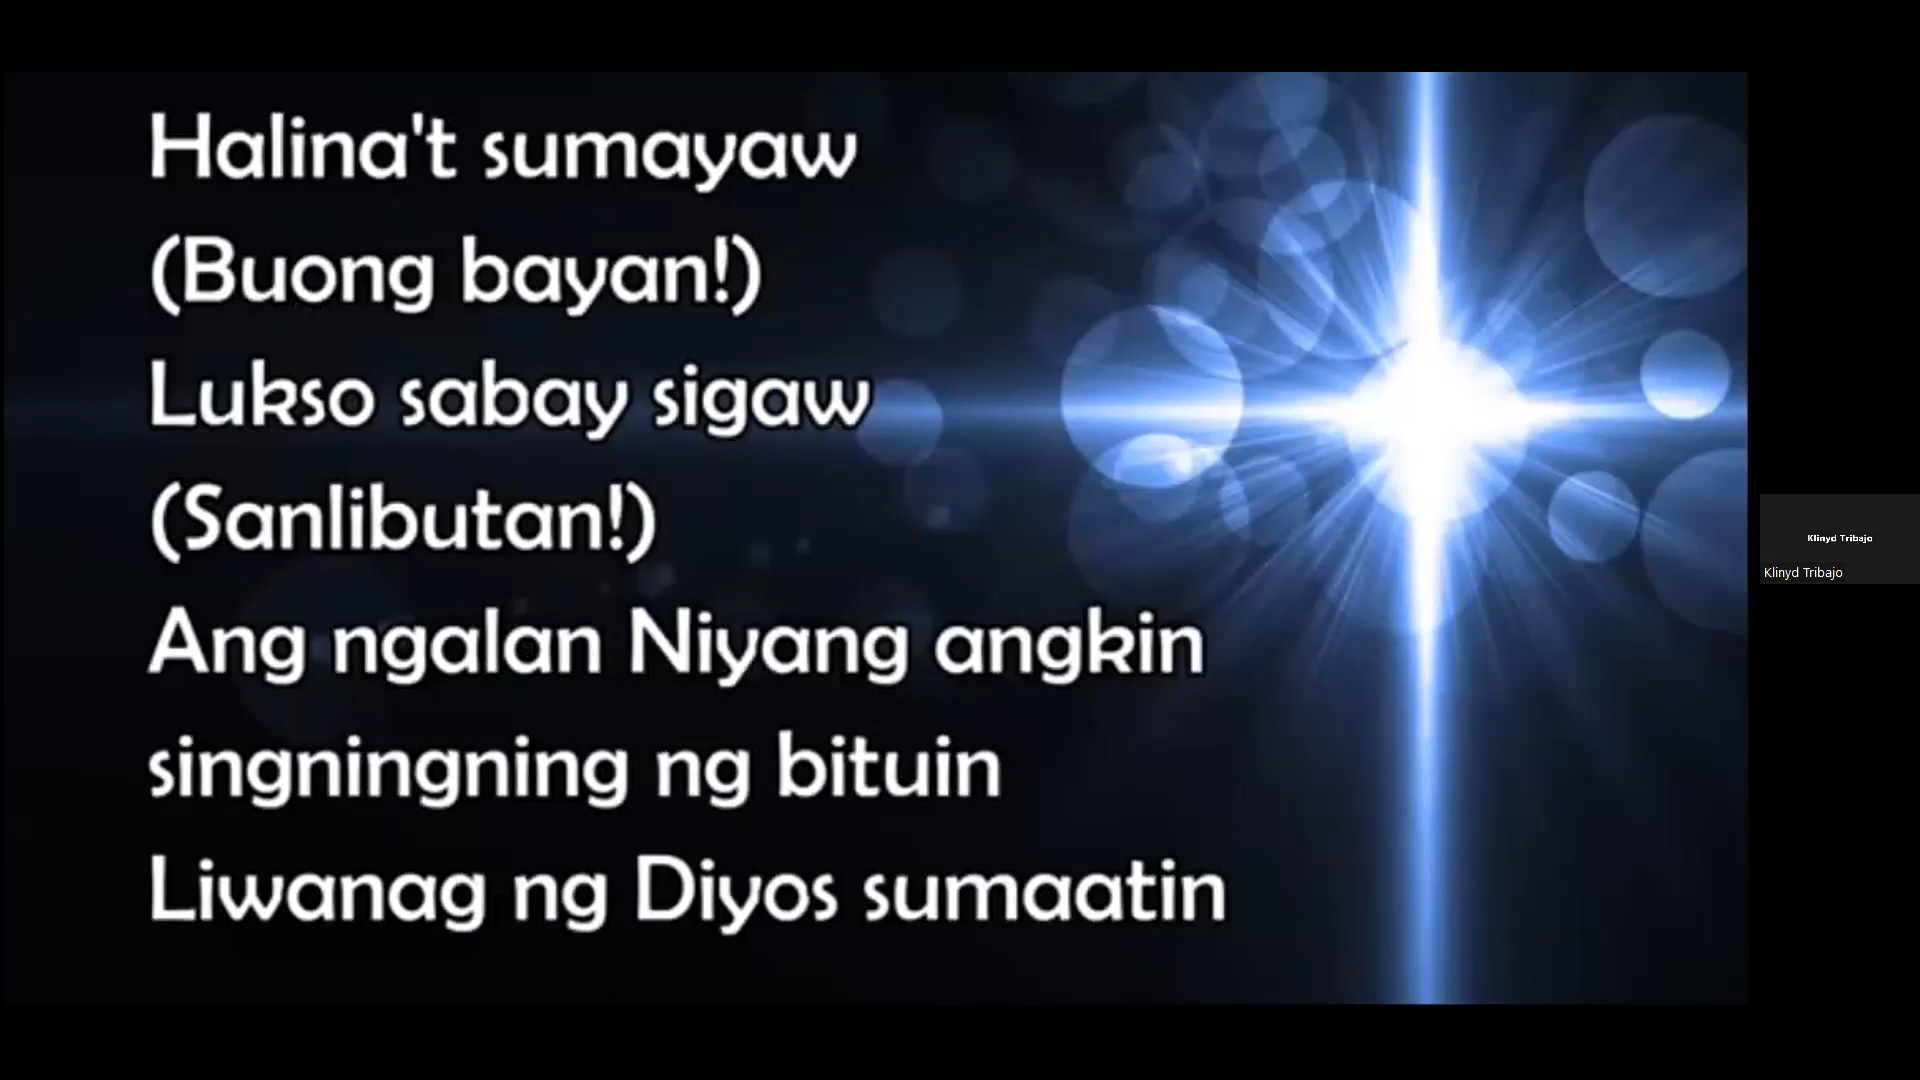 Halina't sumayaw
(Buong bayan!)
Lukso sabay sigaw
(Sanlibutan!)
Ang ngalan Niyang angkin
singningning ng bituin
Liwanag ng Diyos sumaatin
Klinyd Tribajo
Klinyd Tribajo